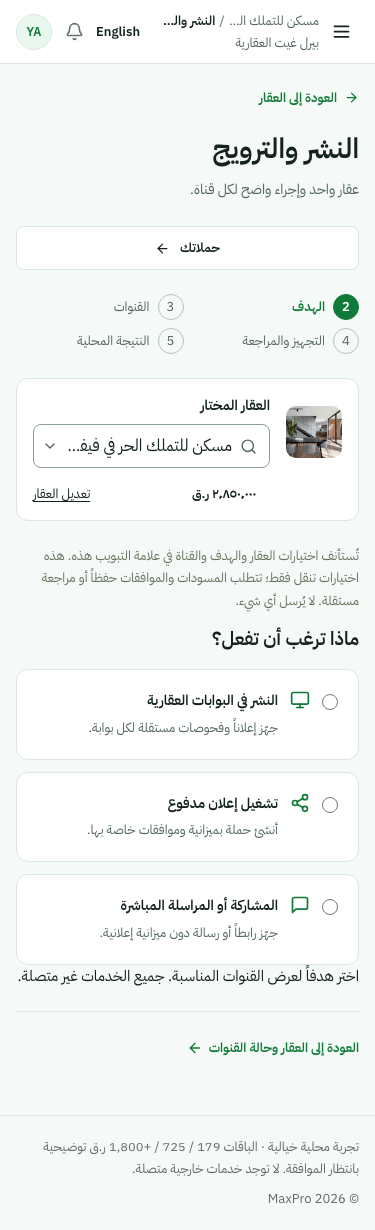 مسكن للتملك الـ... / النشر والـ...
English
YA
بيرل غيت العقارية
العودة إلى العقار
النشر والترويج
عقار واحد وإجراء واضح لكل قناة.
حملاتك
2 الهدف
3 القنوات
4 التجهيز والمراجعة
5 النتيجة المحلية
العقار المختار
مسكن للتملك الحر في فيفـ...
٢,٨٥٠,٠٠٠ ر.ق
تعديل العقار
تُستأنف اختيارات العقار والهدف والقناة في علامة التبويب هذه. هذه
اختيارات تنقل فقط؛ تتطلب المسودات والموافقات حفظاً أو مراجعة
مستقلة. لا يُرسل أي شيء.
ماذا ترغب أن تفعل؟
النشر في البوابات العقارية
جهّز إعلاناً وفحوصات مستقلة لكل بوابة.
تشغيل إعلان مدفوع
أنشئ حملة بميزانية وموافقات خاصة بها.
المشاركة أو المراسلة المباشرة
جهّز رابطاً أو رسالة دون ميزانية إعلانية.
اختر هدفاً لعرض القنوات المناسبة. جميع الخدمات غير متصلة.
العودة إلى العقار وحالة القنوات
تجربة محلية خيالية · الباقات 179 / 725 / +1,800 ر.ق توضيحية
بانتظار الموافقة. لا توجد خدمات خارجية متصلة.
© 2026 MaxPro